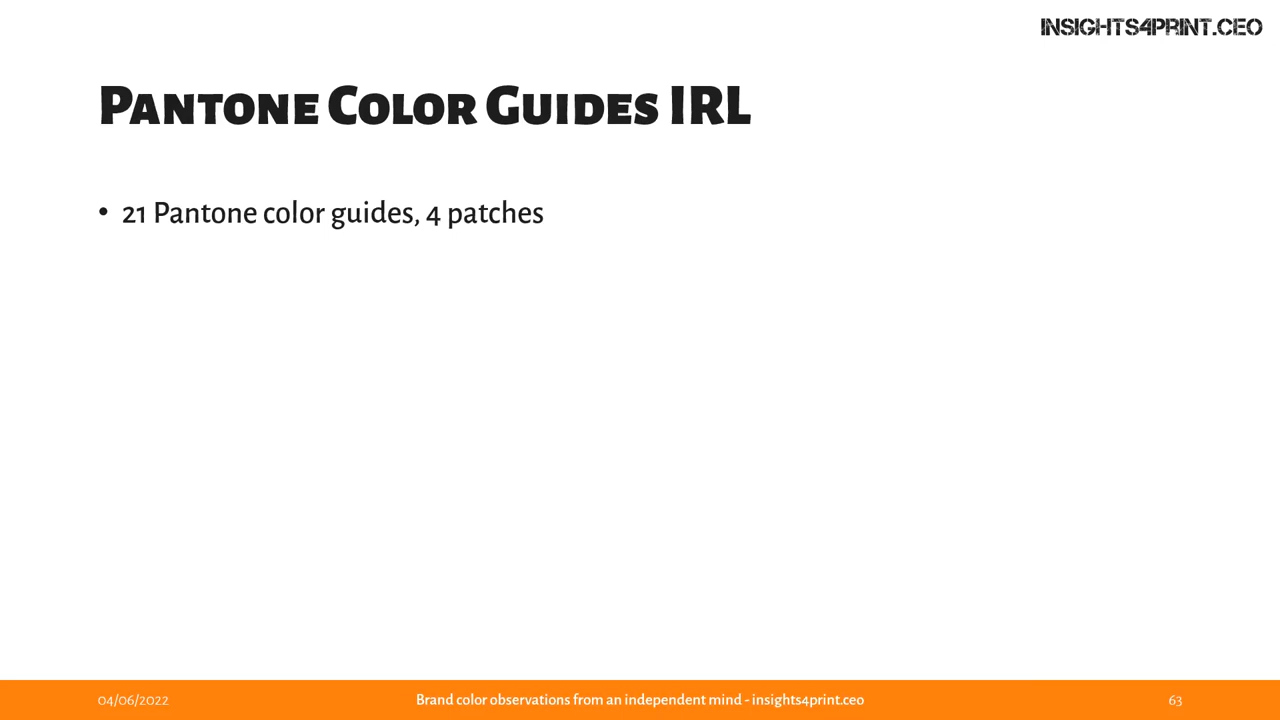 INSIGHTS4PRINT.CEO
Pantone Color Guides IRL
• 21 Pantone color guides, 4 patches
04/06/2022
Brand color observations from an independent mind - insights4print.ceo
63